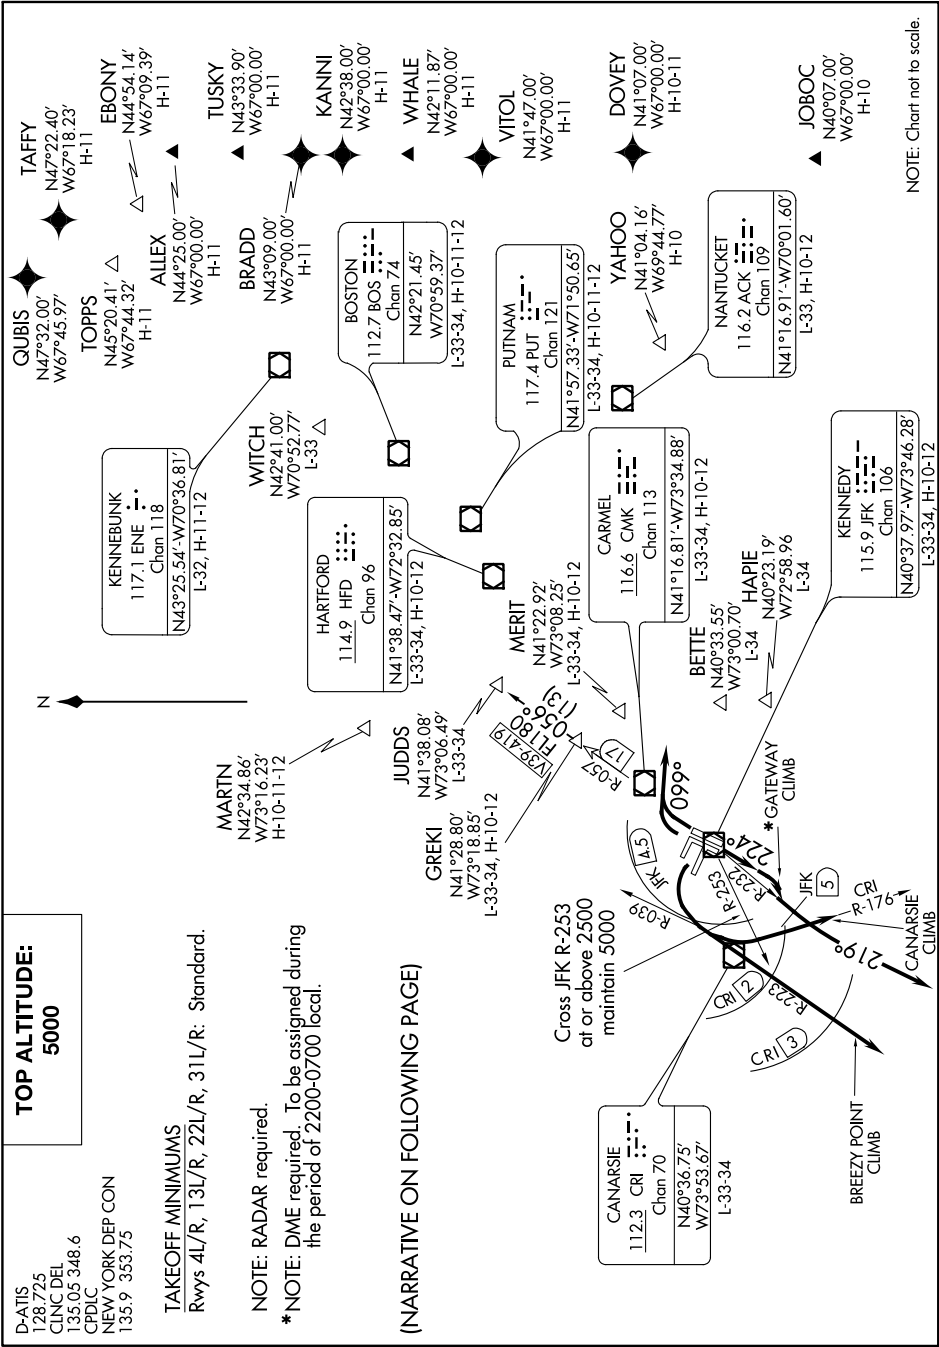 D-ATIS
128.725
CLNC DEL
135.05 348.6
CPDLC
NEW YORK DEP CON
135.9 353.75
TOP ALTITUDE:
5000
TAKEOFF MINIMUMS
Rwys 4L/R, 13L/R, 22L/R, 31L/R: Standard.
NOTE: RADAR required.
* NOTE: DME required. To be assigned during
the period of 2200-0700 local.
(NARRATIVE ON FOLLOWING PAGE)
N
QUBIS
N47°32.00'
W67°45.97'
TAFFY
N47°22.40'
W67°18.23'
H-11
TOPPS
N45°20.41'
W67°44.32'
H-11
EBONY
N44°54.14'
W67°09.39'
H-11
ALLEX
N44°25.00'
W67°00.00'
H-11
TUSKY
N43°33.90'
W67°00.00'
H-11
BRADD
N43°09.00'
W67°00.00'
H-11
KANNI
N42°38.00'
W67°00.00'
H-11
WHALE
N42°11.87'
W67°00.00'
H-11
VITOL
N41°47.00'
W67°00.00'
H-11
DOVEY
N41°07.00'
W67°00.00'
H-10-11
JOBOC
N40°07.00'
W67°00.00'
H-10
YAHOO
N41°04.16'
W69°44.77'
H-10
KENNEBUNK
117.1 ENE
Chan 118
N43°25.54'-W70°36.81'
L-32, H-11-12
WITCH
N42°41.00'
W70°52.77'
L-33
BOSTON
112.7 BOS
Chan 74
N42°21.45'
W70°59.37'
L-33-34, H-10-11-12
PUTNAM
117.4 PUT
Chan 121
N41°57.33'-W71°50.65'
L-33-34, H-10-11-12
NANTUCKET
116.2 ACK
Chan 109
N41°16.91'-W70°01.60'
L-33, H-10-12
HARTFORD
114.9 HFD
Chan 96
N41°38.47'-W72°32.85'
L-33-34, H-10-12
MARTN
N42°34.86'
W73°16.23'
H-10-11-12
JUDDS
N41°38.08'
W73°06.49'
L-33-34
GREKI
N41°28.80'
W73°18.85'
L-33-34, H-10-12
MERIT
N41°22.92'
W73°08.25'
L-33-34, H-10-12
CARMEL
116.6 CMK
Chan 113
N41°16.81'-W73°34.88'
L-33-34, H-10-12
BETTE
N40°33.55'
W73°00.70'
L-34
HAPIE
N40°23.19'
W72°58.96
L-34
KENNEDY
115.9 JFK
Chan 106
N40°37.97'-W73°46.28'
L-33-34, H-10-12
V39-419
FL180
056°
(13)
R-057
17
099°
* GATEWAY
CLIMB
224°
R-232
R-253
JFK 4.5
R-039
JFK
5
Cross JFK R-253
at or above 2500
maintain 5000
CRI
R-176
CANARSIE
CLIMB
219°
CRI 2
R-223
CRI 3
BREEZY POINT
CLIMB
CANARSIE
112.3 CRI
Chan 70
N40°36.75'
W73°53.67'
L-33-34
NOTE: Chart not to scale.